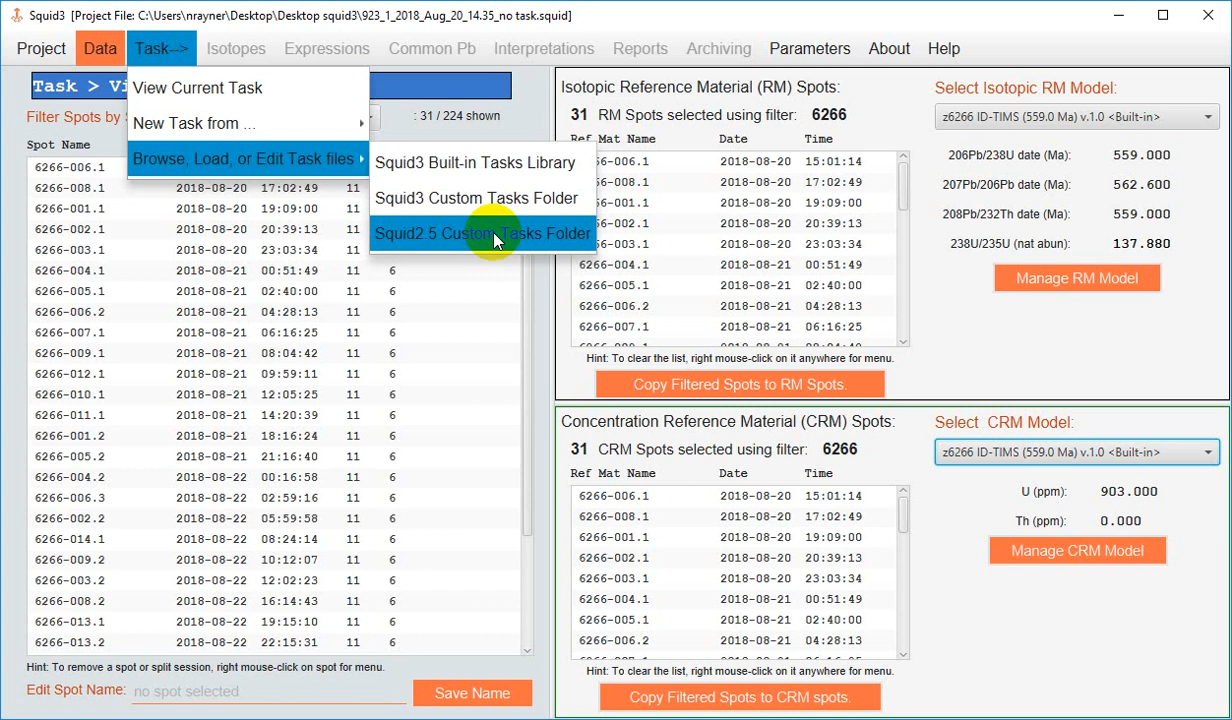 Squid3 [Project File: C:\Users\nrayner\Desktop\Desktop squid3\923_1_2018_Aug_20_14.35_no task.squid]
Project Data Task--> Isotopes Expressions Common Pb Interpretations Reports Archiving Parameters About Help
Task > Vi
View Current Task
New Task from ...
Browse, Load, or Edit Task files
Squid3 Built-in Tasks Library
Squid3 Custom Tasks Folder
Squid2.5 Custom Tasks Folder
Filter Spots by
: 31 / 224 shown
Spot Name
6266-006.1
6266-008.1 2018-08-20 17:02:49 11
6266-001.1 2018-08-20 19:09:00 11
6266-002.1 2018-08-20 20:39:13 11
6266-003.1 2018-08-20 23:03:34 11
6266-004.1 2018-08-21 00:51:49 11 6
6266-005.1 2018-08-21 02:40:00 11 6
6266-006.2 2018-08-21 04:28:13 11 6
6266-007.1 2018-08-21 06:16:25 11 6
6266-009.1 2018-08-21 08:04:42 11 6
6266-012.1 2018-08-21 09:59:11 11 6
6266-010.1 2018-08-21 12:05:25 11 6
6266-011.1 2018-08-21 14:20:39 11 6
6266-001.2 2018-08-21 18:16:24 11 6
6266-005.2 2018-08-21 21:16:40 11 6
6266-004.2 2018-08-22 00:16:58 11 6
6266-006.3 2018-08-22 02:59:16 11 6
6266-002.2 2018-08-22 05:59:58 11 6
6266-014.1 2018-08-22 08:24:14 11 6
6266-009.2 2018-08-22 10:12:07 11 6
6266-003.2 2018-08-22 12:02:23 11 6
6266-008.2 2018-08-22 16:14:43 11 6
6266-013.1 2018-08-22 19:15:10 11 6
6266-013.2 2018-08-22 22:15:31 11 6
Hint: To remove a spot or split session, right mouse-click on spot for menu.
Edit Spot Name: no spot selected Save Name
Isotopic Reference Material (RM) Spots:
31 RM Spots selected using filter: 6266
Ref Mat Name Date Time
2018-08-20 15:01:14
2018-08-20 17:02:49
2018-08-20 19:09:00
2018-08-20 20:39:13
2018-08-20 23:03:34
6266-004.1 2018-08-21 00:51:49
6266-005.1 2018-08-21 02:40:00
6266-006.2 2018-08-21 04:28:13
6266-007.1 2018-08-21 06:16:25
Hint: To clear the list, right mouse-click on it anywhere for menu.
Copy Filtered Spots to RM Spots.
Select Isotopic RM Model:
z6266 ID-TIMS (559.0 Ma) v.1.0 <Built-in>
206Pb/238U date (Ma): 559.000
207Pb/206Pb date (Ma): 562.600
208Pb/232Th date (Ma): 559.000
238U/235U (nat abun): 137.880
Manage RM Model
Concentration Reference Material (CRM) Spots:
31 CRM Spots selected using filter: 6266
Ref Mat Name Date Time
6266-006.1 2018-08-20 15:01:14
6266-008.1 2018-08-20 17:02:49
6266-001.1 2018-08-20 19:09:00
6266-002.1 2018-08-20 20:39:13
6266-003.1 2018-08-20 23:03:34
6266-004.1 2018-08-21 00:51:49
6266-005.1 2018-08-21 02:40:00
6266-006.2 2018-08-21 04:28:13
Hint: To clear the list, right mouse-click on it anywhere for menu.
Copy Filtered Spots to CRM spots.
Select CRM Model:
z6266 ID-TIMS (559.0 Ma) v.1.0 <Built-in>
U (ppm): 903.000
Th (ppm): 0.000
Manage CRM Model